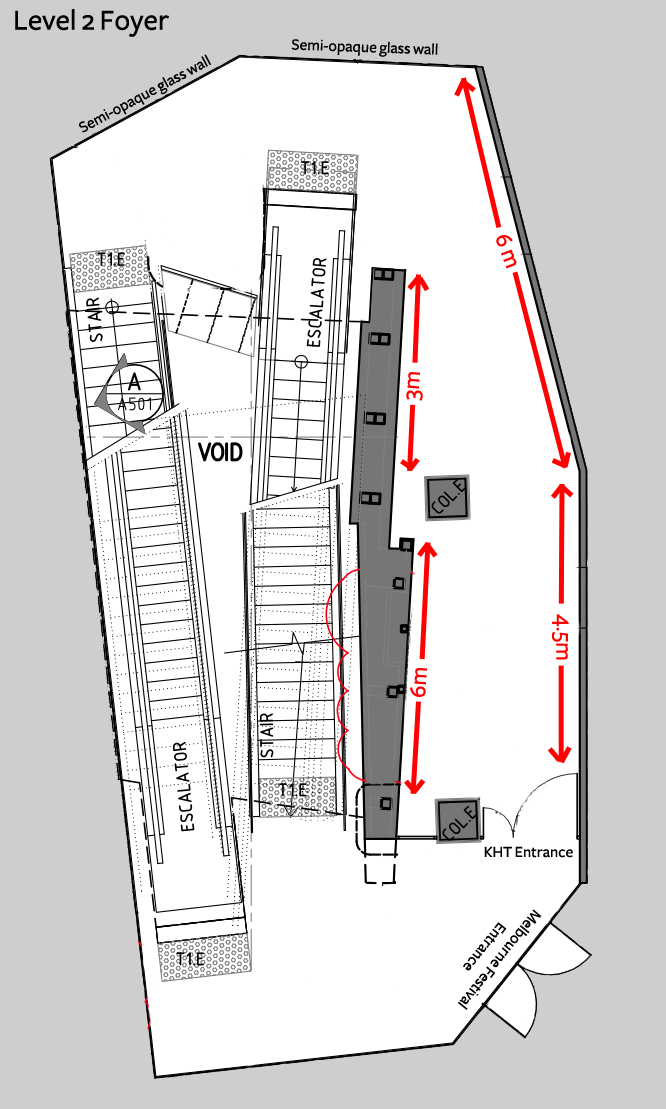 Level 2 Foyer
Semi-opaque glass wall
Semi-opaque glass wall
T1.E
T1.E
STAIR
ESCALATOR
9 m
A
A501
3m
VOID
COL.E
4.5m
6m
STAIR
ESCALATOR
T1.E
COL.E
KHT Entrance
T1.E
Melbourne Festival
Entrance